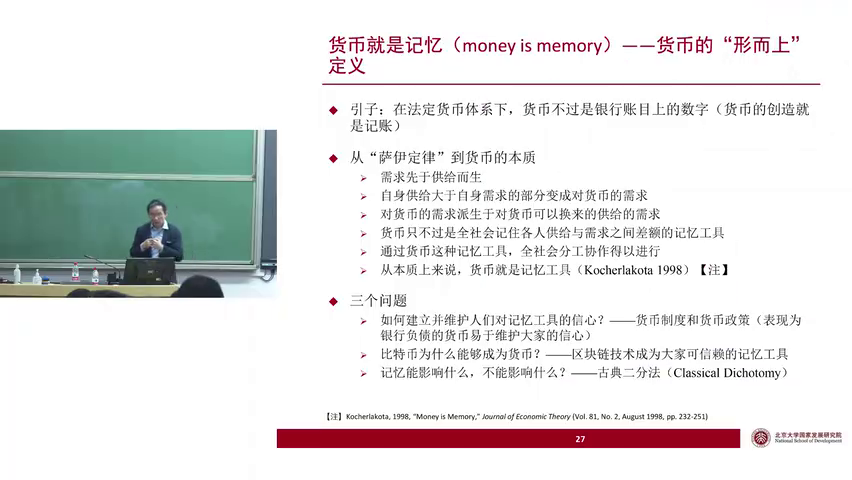 货币就是记忆（money is memory）——货币的“形而上”
定义
引子：在法定货币体系下，货币不过是银行账目上的数字（货币的创造就
是记账）
从“萨伊定律”到货币的本质
需求先于供给而生
自身供给大于自身需求的部分变成对货币的需求
对货币的需求派生于对货币可以换来的供给的需求
货币只不过是全社会记住各人供给与需求之间差额的记忆工具
通过货币这种记忆工具，全社会分工协作得以进行
从本质上来说，货币就是记忆工具（Kocherlakota 1998）【注】
三个问题
如何建立并维护人们对记忆工具的信心？——货币制度和货币政策（表现为
银行负债的货币易于维护大家的信心）
比特币为什么能够成为货币？——区块链技术成为大家可信赖的记忆工具
记忆能影响什么，不能影响什么？——古典二分法（Classical Dichotomy）
【注】Kocherlakota, 1998, “Money is Memory,” Journal of Economic Theory (Vol. 81, No. 2, August 1998, pp. 232-251)
27
北京大学国家发展研究院
National School of Development